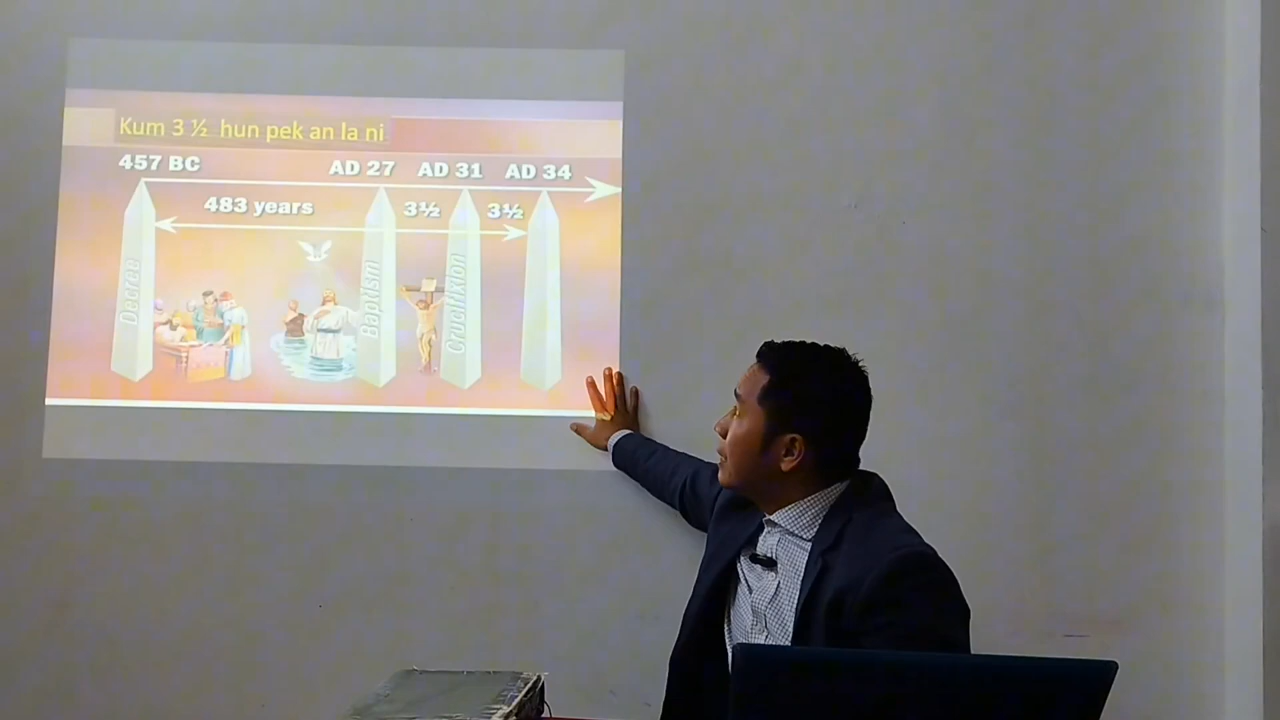 Kum 3 ½ hun pek an la ni
457 BC AD 27 AD 31 AD 34
483 years 3½ 3½
Decree
Baptism
Crucifixion